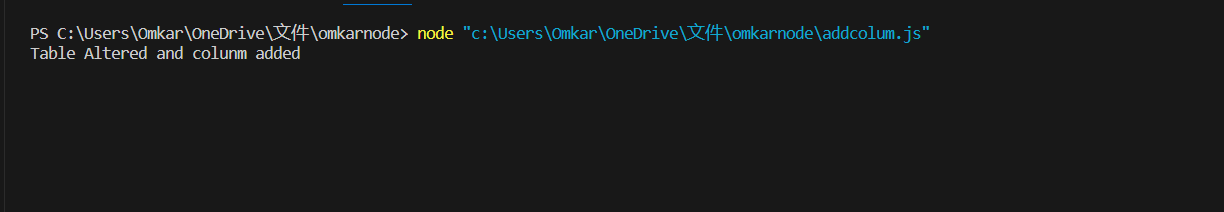 PS C:\Users\Omkar\OneDrive\文件\omkarnode> node "c:\Users\Omkar\OneDrive\文件\omkarnode\addcolum.js"
Table Altered and colunm added